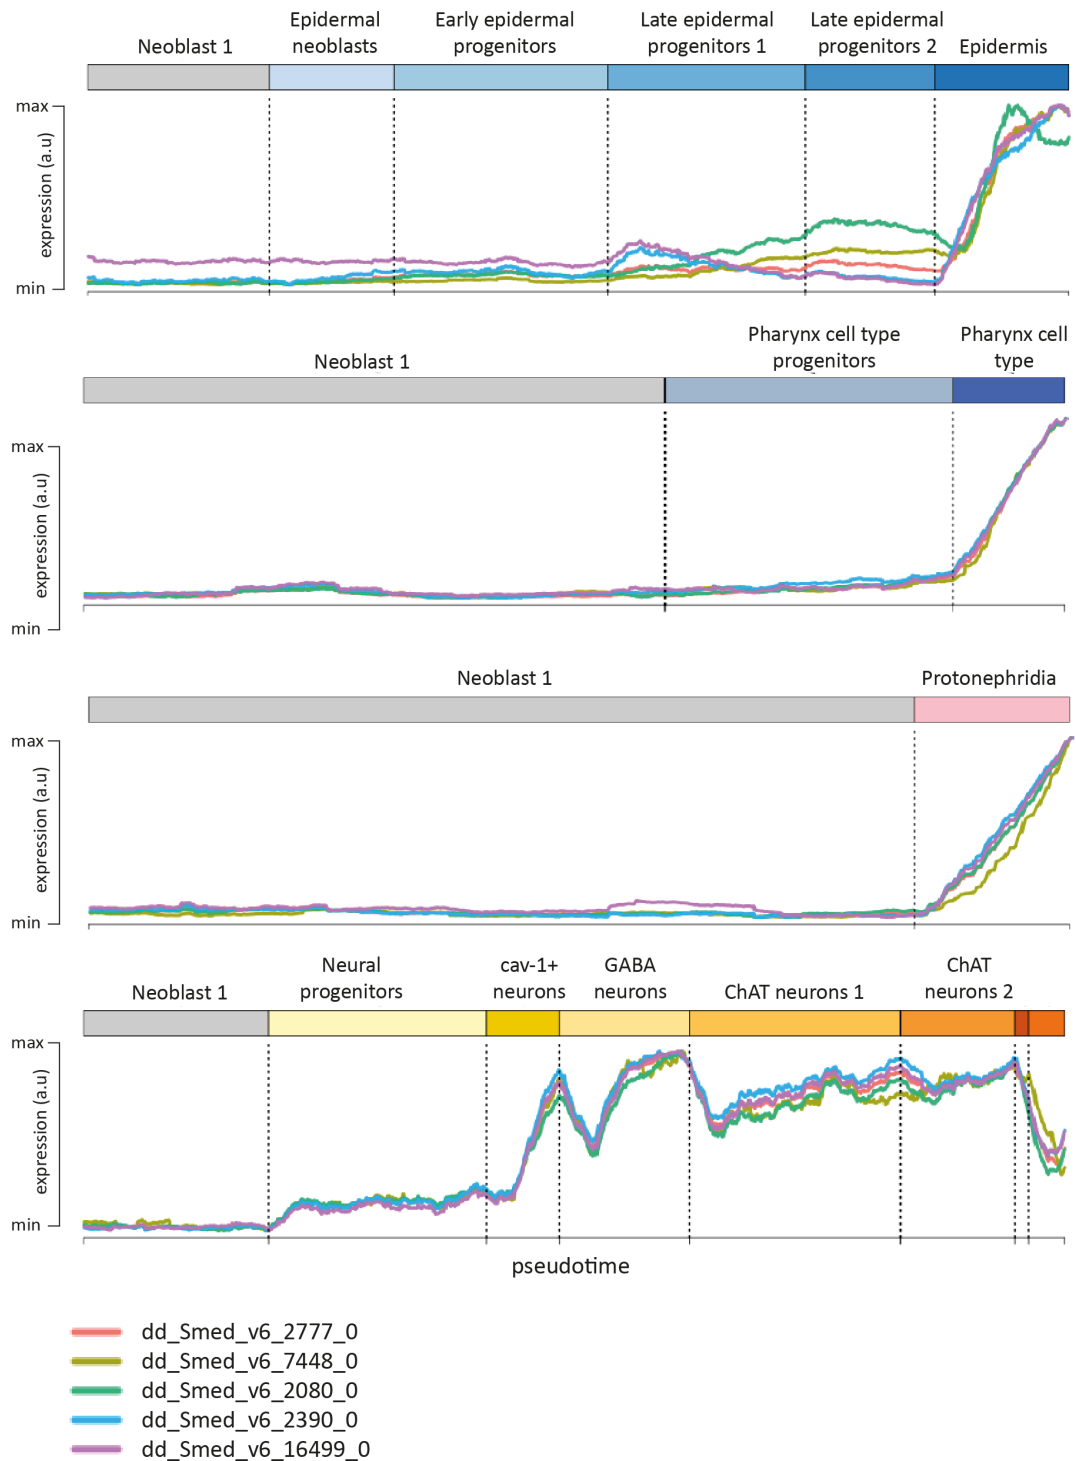 Epidermal Early epidermal Late epidermal Late epidermal
Neoblast 1 neoblasts progenitors progenitors 1 progenitors 2 Epidermis
max
expression (a.u)
min
Pharynx cell type Pharynx cell
Neoblast 1 progenitors type
max
expression (a.u)
min
Neoblast 1 Protonephridia
max
expression (a.u)
min
Neural cav-1+ GABA ChAT
Neoblast 1 progenitors neurons neurons ChAT neurons 1 neurons 2
max
expression (a.u)
min
pseudotime
dd_Smed_v6_2777_0
dd_Smed_v6_7448_0
dd_Smed_v6_2080_0
dd_Smed_v6_2390_0
dd_Smed_v6_16499_0